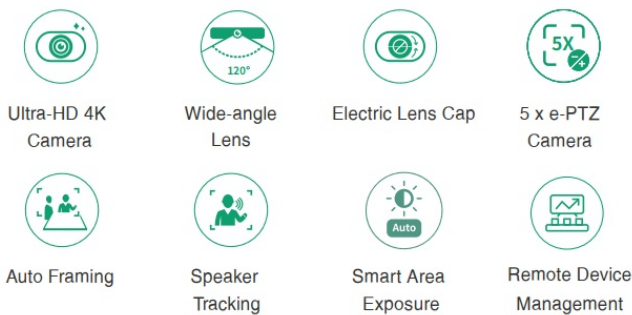 120°
5X
Ultra-HD 4K
Camera
Wide-angle
Lens
Electric Lens Cap
5 x e-PTZ
Camera
Auto
Auto Framing
Speaker
Tracking
Smart Area
Exposure
Remote Device
Management